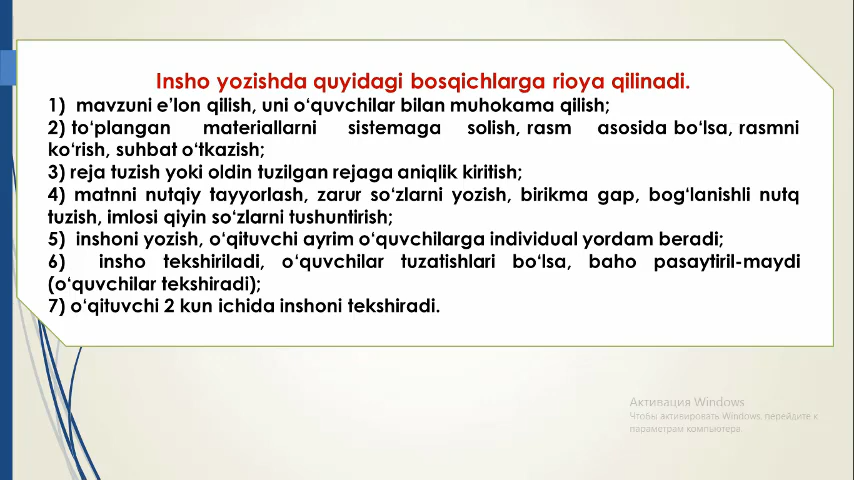 Insho yozishda quyidagi bosqichlarga rioya qilinadi.
1) mavzuni e’lon qilish, uni o‘quvchilar bilan muhokama qilish;
2) to‘plangan materiallarni sistemaga solish, rasm asosida bo‘lsa, rasmni
ko‘rish, suhbat o‘tkazish;
3) reja tuzish yoki oldin tuzilgan rejaga aniqlik kiritish;
4) matnni nutqiy tayyorlash, zarur so‘zlarni yozish, birikma gap, bog‘lanishli nutq
tuzish, imlosi qiyin so‘zlarni tushuntirish;
5) inshoni yozish, o‘qituvchi ayrim o‘quvchilarga individual yordam beradi;
6) insho tekshiriladi, o‘quvchilar tuzatishlari bo‘lsa, baho pasaytiril-maydi
(o‘quvchilar tekshiradi);
7) o‘qituvchi 2 kun ichida inshoni tekshiradi.
Активация Windows
Чтобы активировать Windows, перейдите к
параметрам компьютера.